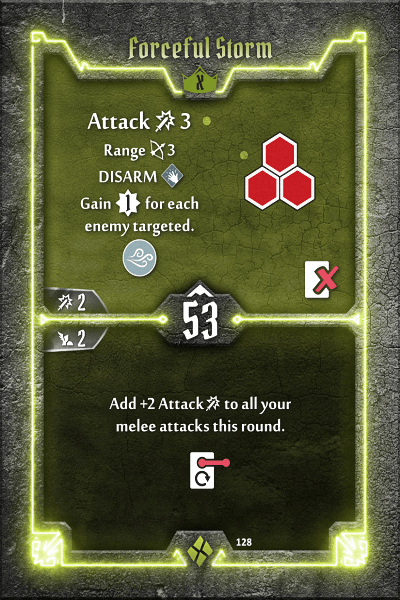 Forceful Storm
X
Attack 3
Range 3
DISARM
Gain 1 for each
enemy targeted.
2
53
2
Add +2 Attack to all your
melee attacks this round.
128